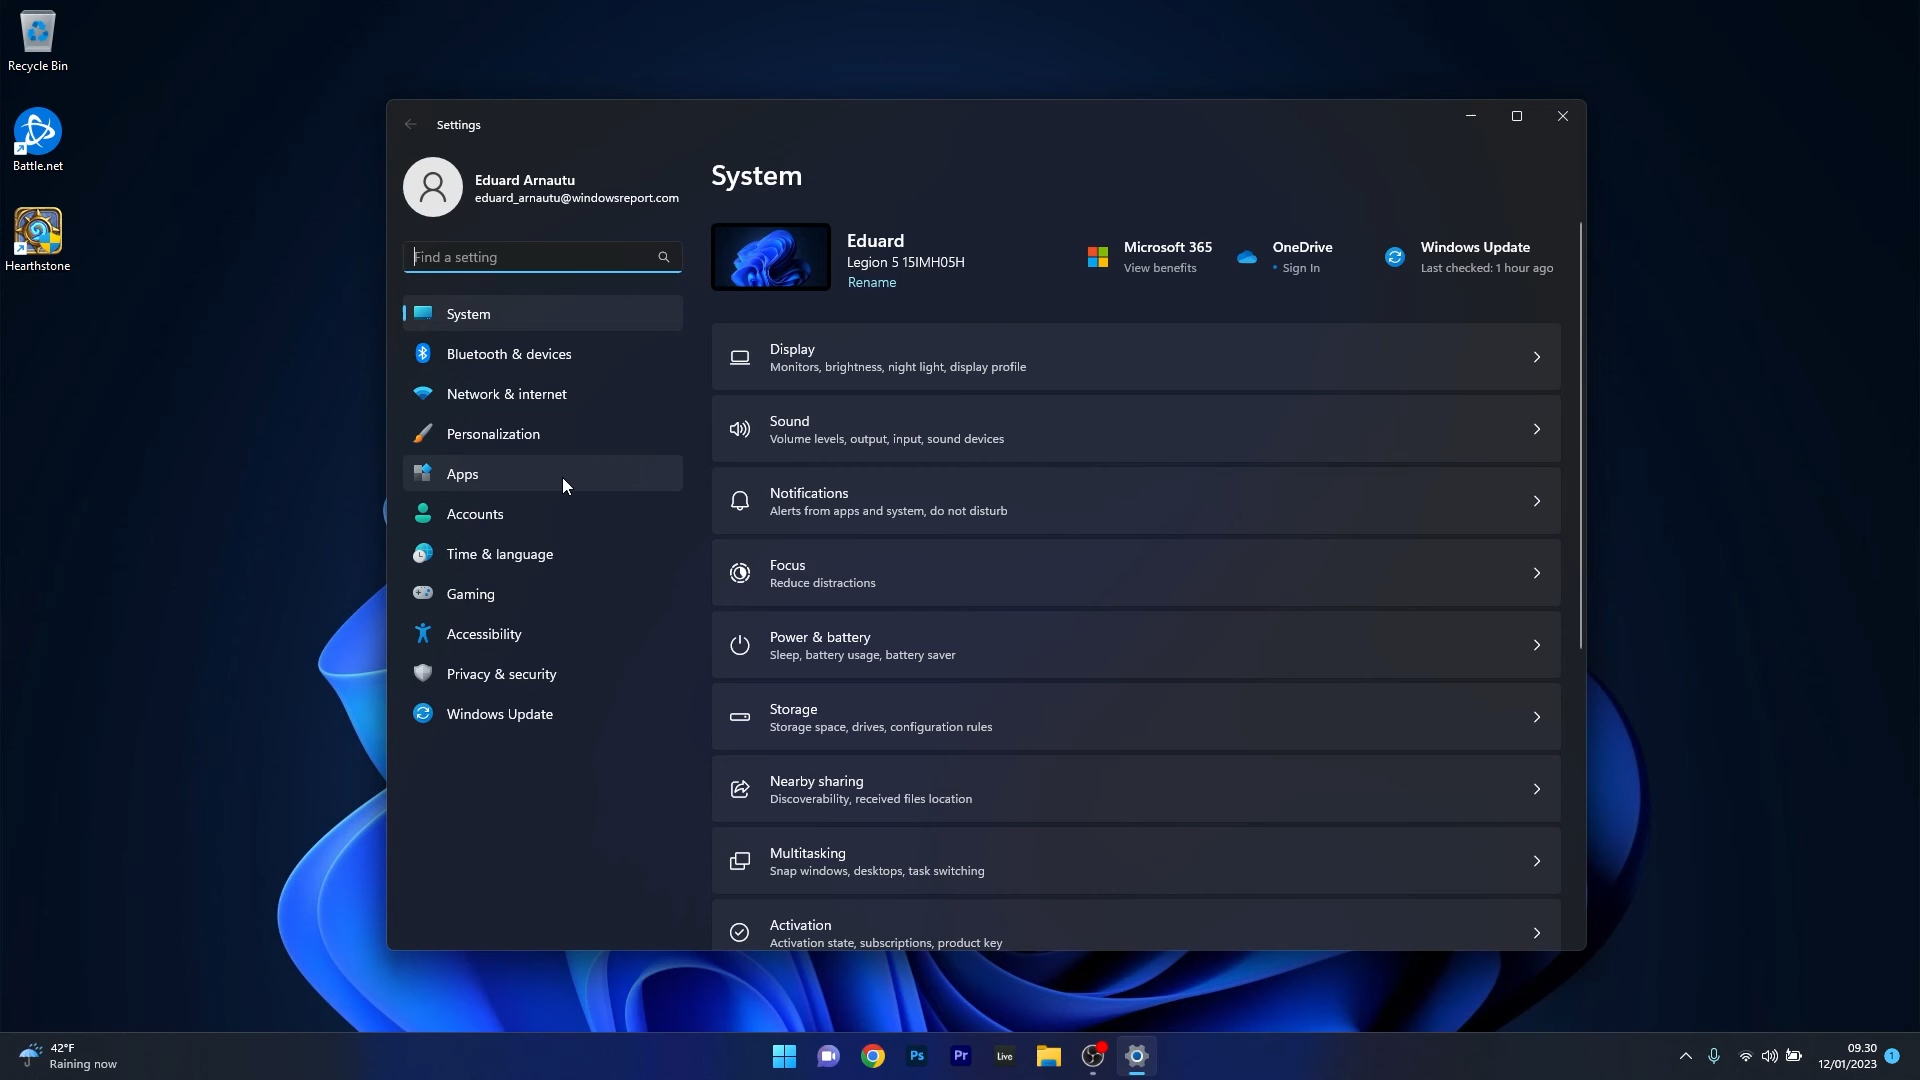 Recycle Bin
Battle.net
Hearthstone
Settings
Eduard Arnautu
eduard_arnautu@windowsreport.com
Find a setting
System
Bluetooth & devices
Network & internet
Personalization
Apps
Accounts
Time & language
Gaming
Accessibility
Privacy & security
Windows Update
System
Eduard
Legion 5 15IMH05H
Rename
Microsoft 365
View benefits
OneDrive
• Sign In
Windows Update
Last checked: 1 hour ago
Display
Monitors, brightness, night light, display profile
Sound
Volume levels, output, input, sound devices
Notifications
Alerts from apps and system, do not disturb
Focus
Reduce distractions
Power & battery
Sleep, battery usage, battery saver
Storage
Storage space, drives, configuration rules
Nearby sharing
Discoverability, received files location
Multitasking
Snap windows, desktops, task switching
Activation
Activation state, subscriptions, product key
42°F
Raining now
Ps
Pr
Live
09.30
12/01/2023
1